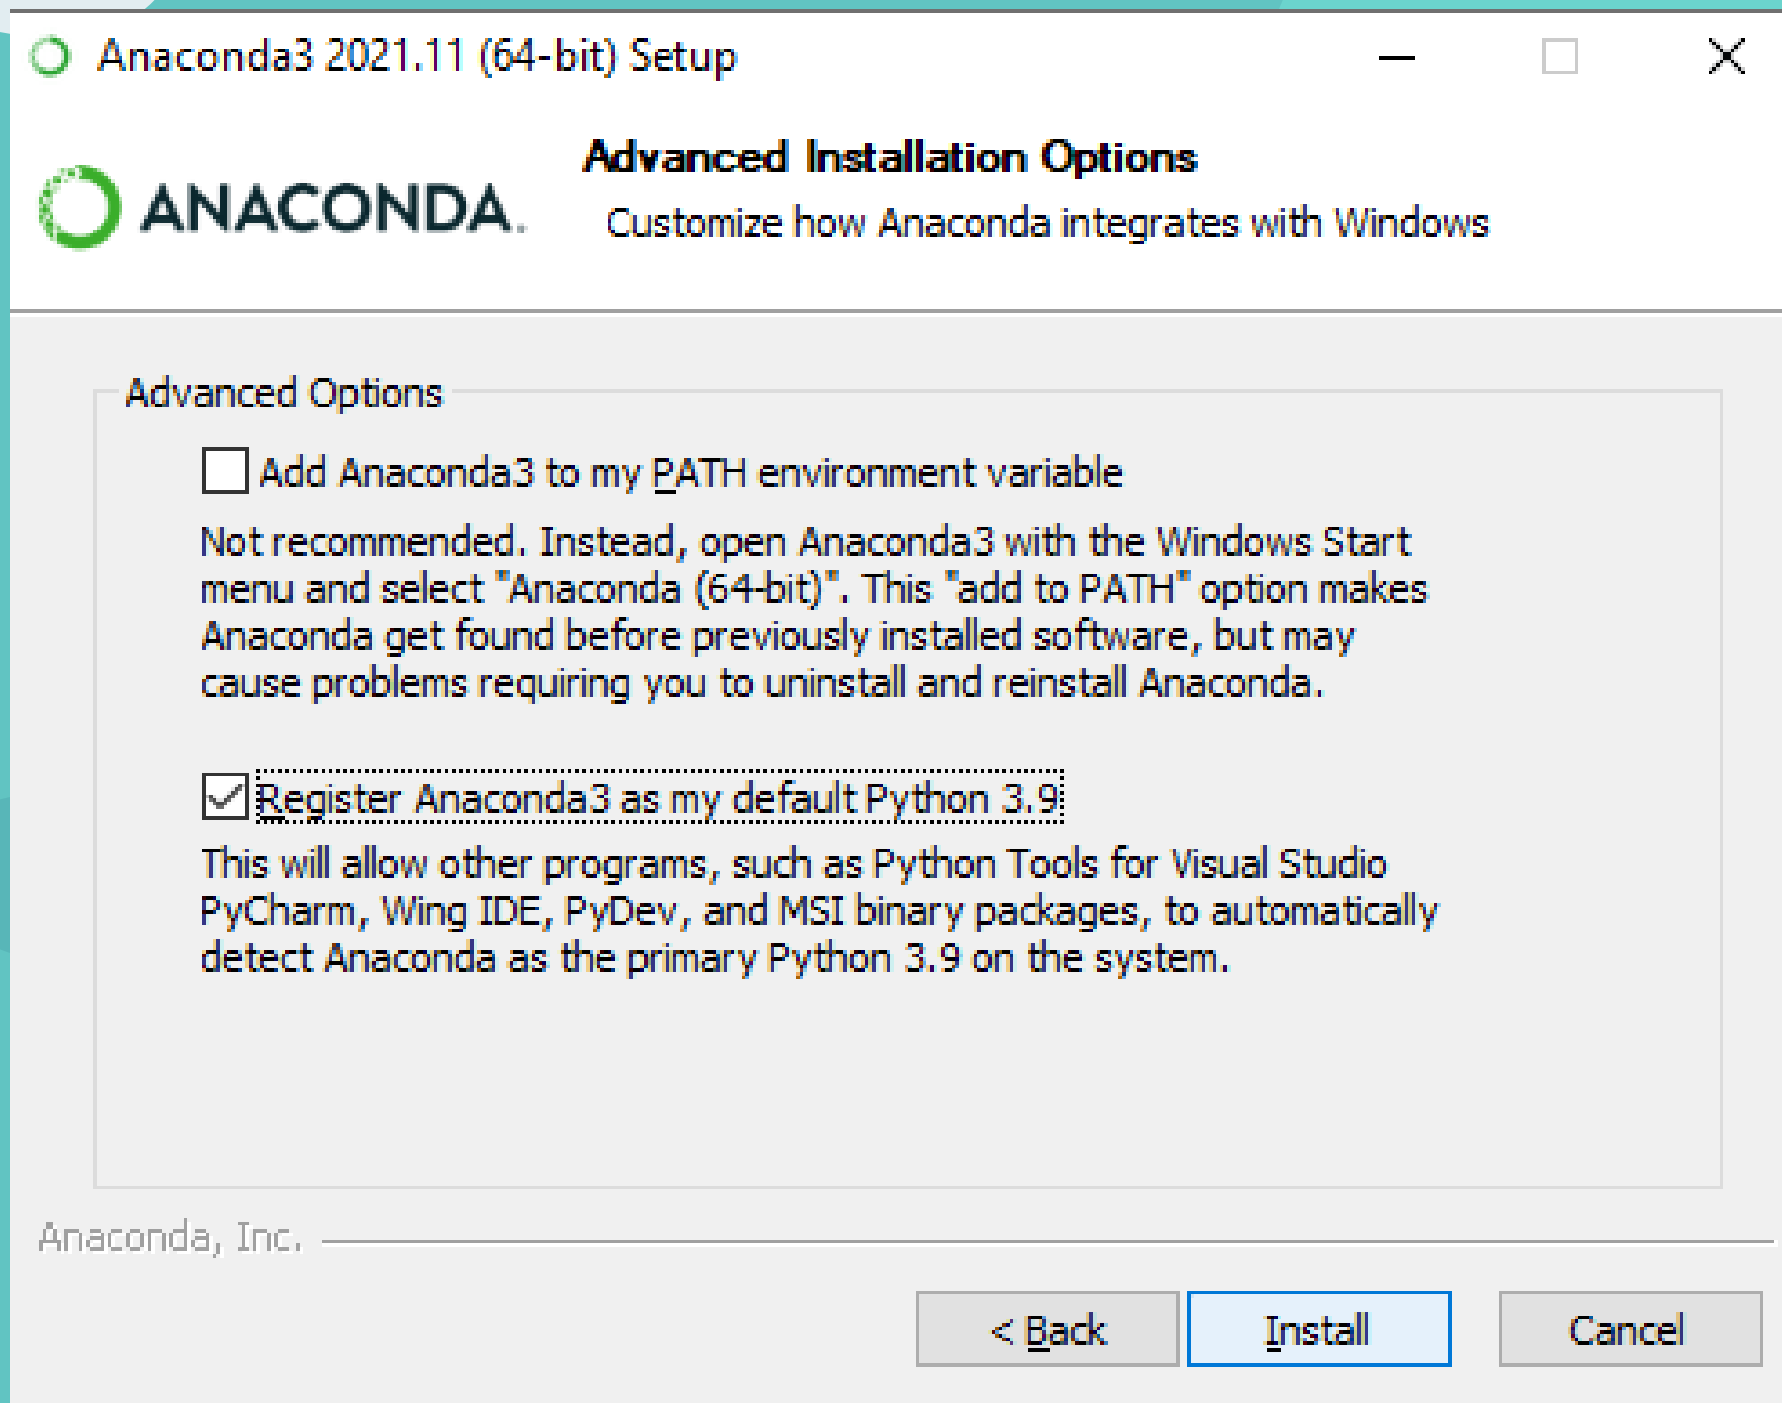 Anaconda3 2021.11 (64-bit) Setup
ANACONDA.
Advanced Installation Options
Customize how Anaconda integrates with Windows
Advanced Options
Add Anaconda3 to my PATH environment variable
Not recommended. Instead, open Anaconda3 with the Windows Start
menu and select "Anaconda (64-bit)". This "add to PATH" option makes
Anaconda get found before previously installed software, but may
cause problems requiring you to uninstall and reinstall Anaconda.
Register Anaconda3 as my default Python 3.9
This will allow other programs, such as Python Tools for Visual Studio
PyCharm, Wing IDE, PyDev, and MSI binary packages, to automatically
detect Anaconda as the primary Python 3.9 on the system.
Anaconda, Inc.
< Back Install Cancel